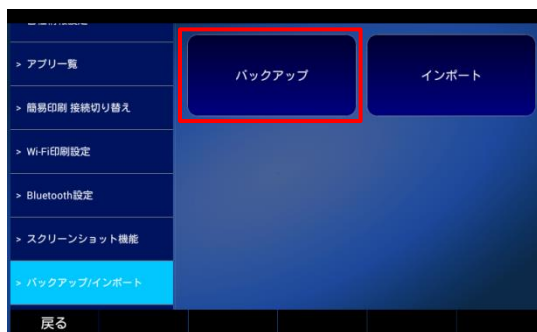 > アプリ一覧
> 簡易印刷 接続切り替え
> Wi-Fi印刷設定
> Bluetooth設定
> スクリーンショット機能
> バックアップ/インポート
バックアップ
インポート
戻る